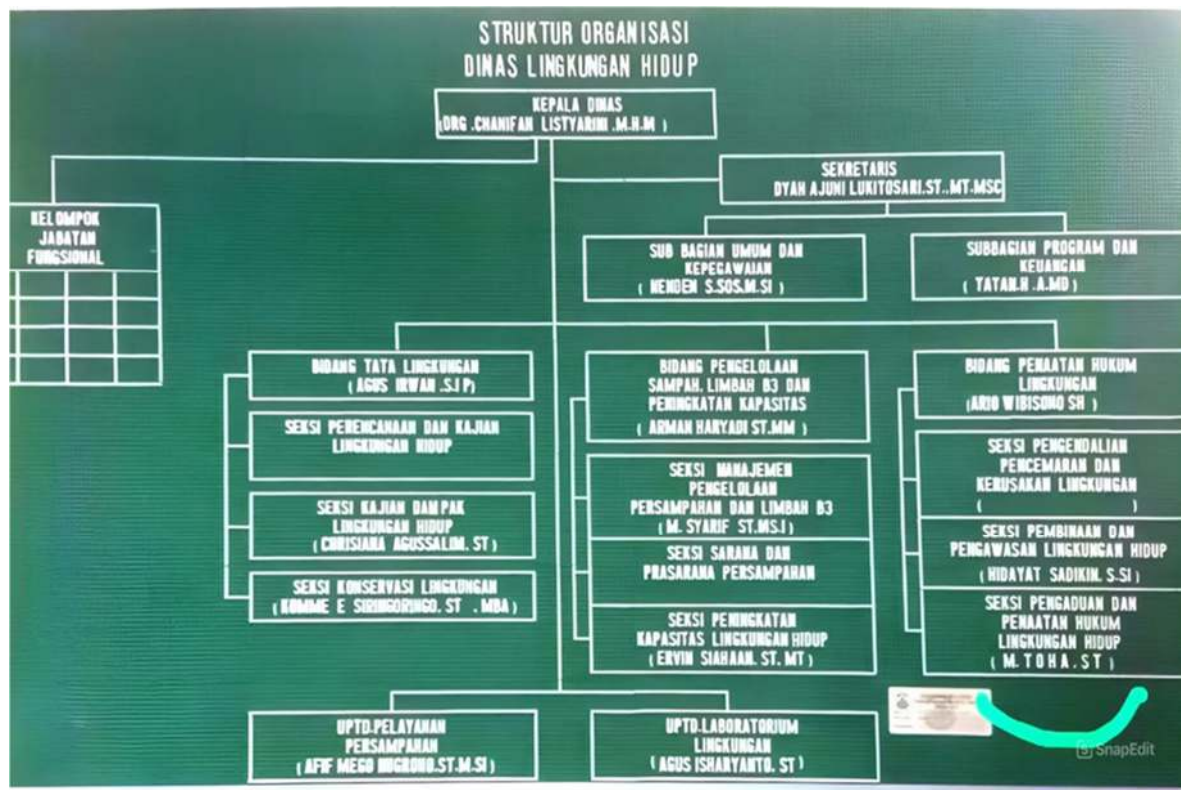 STRUKTUR ORGANISASI
DINAS LINGKUNGAN HIDUP
KEPALA DINAS
(DRG .CHANIFAH LISTYARINI .M.H.M )
SEKRETARIS
DYAH AJUNI LUKITOSARI.ST..MT.MSC
KELOMPOK
JABATAN
FUNGSIONAL
SUB BAGIAN UMUM DAN
KEPEGAWAIAN
( NENDEN S.SOS.M.SI )
SUBBAGIAN PROGRAM DAN
KEUANGAN
( TATAN.H .A.MD )
BIDANG TATA LINGKUNGAN
(AGUS IRWAN .S.I P)
SEKSI PERENCANAAN DAN KAJIAN
LINGKUNGAN HIDUP
SEKSI KAJIAN DAMPAK
LINGKUNGAN HIDUP
(CHRISIANA AGUSSALIM. ST )
SEKSI KONSERVASI LINGKUNGAN
(KOMME E SIRINGORINGO. ST . MBA )
BIDANG PENGELOLAAN
SAMPAH. LIMBAH B3 DAN
PENINGKATAN KAPASITAS
( ARMAN HARYADI ST.MM )
SEKSI MANAJEMEN
PENGELOLAAN
PERSAMPAHAN DAN LIMBAH B3
(M. SYARIF ST.MS.I )
SEKSI SARANA DAN
PRASARANA PERSAMPAHAN
SEKSI PENINGKATAN
KAPASITAS LINGKUNGAN HIDUP
( ERVIN SIAHAAN. ST. MT )
BIDANG PENAATAN HUKUM
LINGKUNGAN
(ARIO WIBISONO SH )
SEKSI PENGENDALIAN
PENCEMARAN DAN
KERUSAKAN LINGKUNGAN
( )
SEKSI PEMBINAAN DAN
PENGAWASAN LINGKUNGAN HIDUP
(HIDAYAT SADIKIN. S.SI )
SEKSI PENGADUAN DAN
PENAATAN HUKUM
LINGKUNGAN HIDUP
( M. TOHA . ST )
UPTD.PELAYANAN
PERSAMPAHAN
(AFIF MEGO NUGROHO.ST.M.SI )
UPTD.LABORATORIUM
LINGKUNGAN
( AGUS ISHARYANTO. ST )
SnapEdit